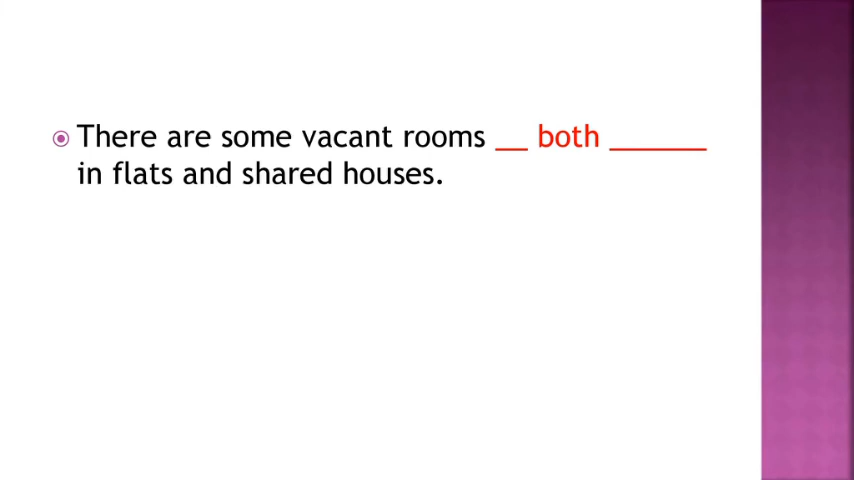 There are some vacant rooms __ both ______
in flats and shared houses.